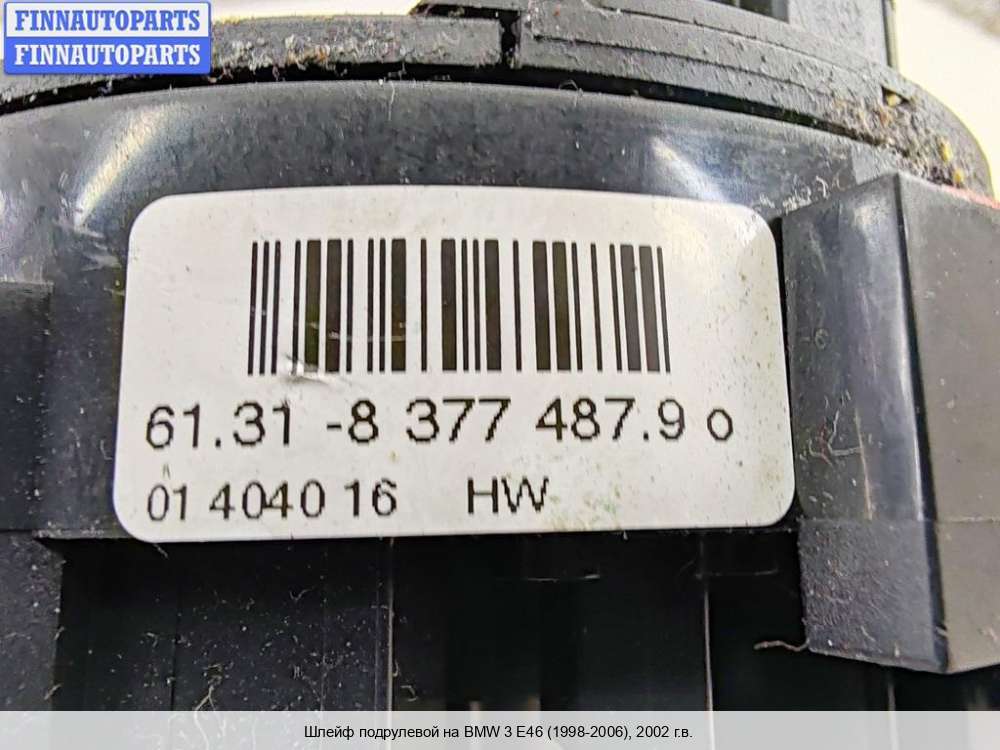 FINNAUTOPARTS
FINNAUTOPARTS
61.31 -8 377 487.9 o
01 4040 16 HW
Шлейф подрулевой на BMW 3 E46 (1998-2006), 2002 г.в.